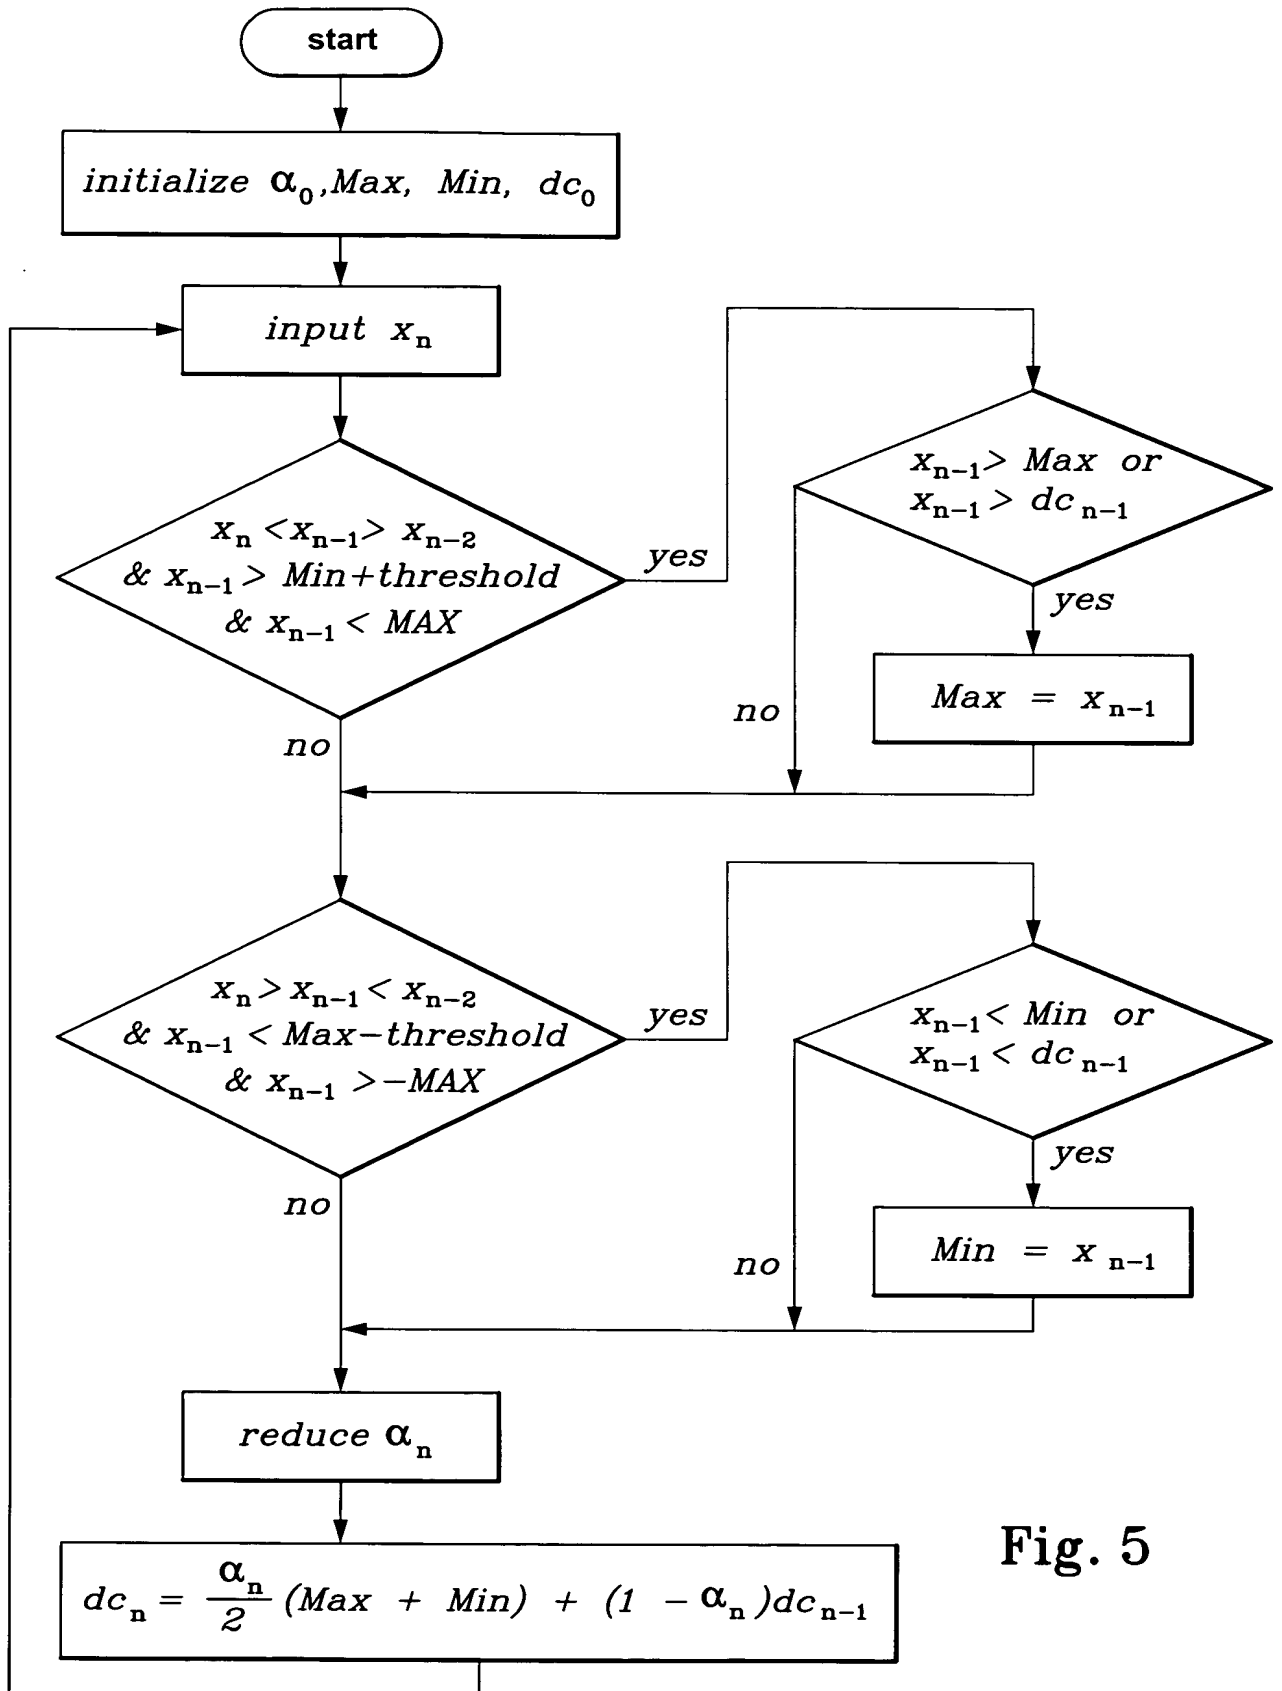 start
initialize α₀,Max, Min, dc₀
input xₙ
xₙ <xₙ₋₁> xₙ₋₂
& xₙ₋₁> Min+threshold
& xₙ₋₁< MAX
yes
no
xₙ₋₁> Max or
xₙ₋₁> dcₙ₋₁
yes
no
Max = xₙ₋₁
xₙ>xₙ₋₁<xₙ₋₂
& xₙ₋₁<Max-threshold
& xₙ₋₁ >-MAX
yes
no
xₙ₋₁< Min or
xₙ₋₁< dcₙ₋₁
yes
no
Min = xₙ₋₁
reduce αₙ
dcₙ = αₙ/2 (Max + Min) + (1 - αₙ)dcₙ₋₁
Fig. 5